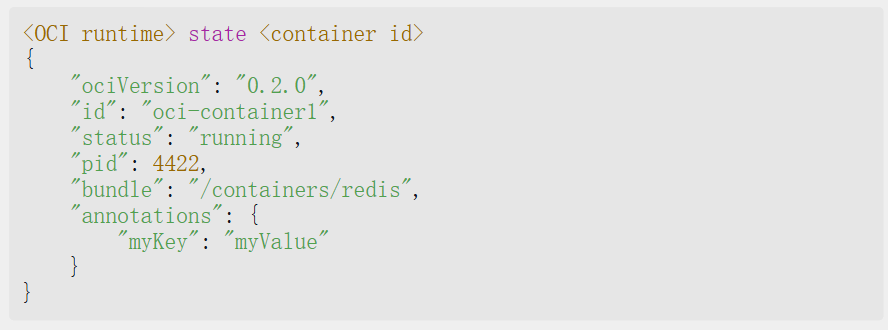 <OCI runtime> state <container id>
{
    "ociVersion": "0.2.0",
    "id": "oci-container1",
    "status": "running",
    "pid": 4422,
    "bundle": "/containers/redis",
    "annotations": {
        "myKey": "myValue"
    }
}